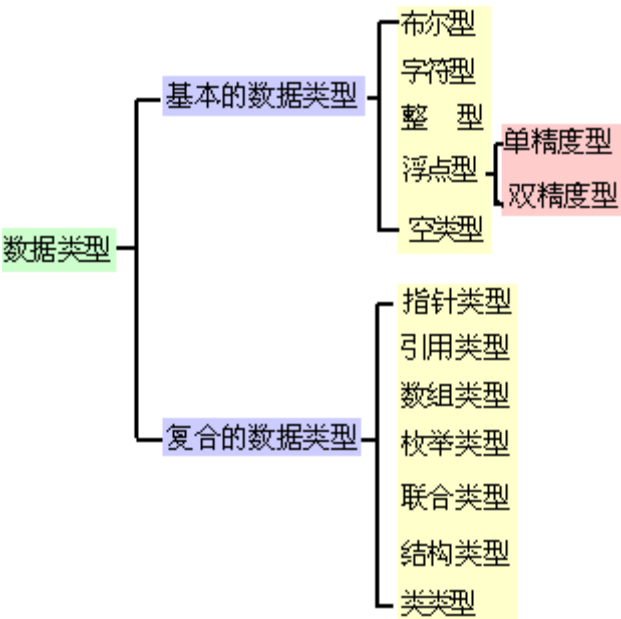 数据类型
基本的数据类型
布尔型
字符型
整 型
浮点型
单精度型
双精度型
空类型
复合的数据类型
指针类型
引用类型
数组类型
枚举类型
联合类型
结构类型
类类型